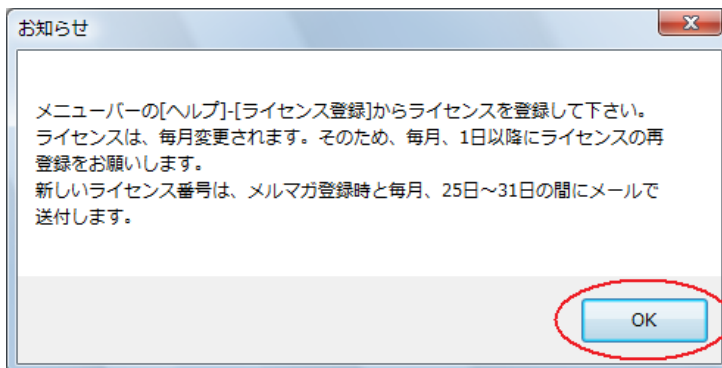 お知らせ
メニューバーの[ヘルプ]-[ライセンス登録]からライセンスを登録して下さい。
ライセンスは、毎月変更されます。そのため、毎月、1日以降にライセンスの再
登録をお願いします。
新しいライセンス番号は、メルマガ登録時と毎月、25日～31日の間にメールで
送付します。
OK